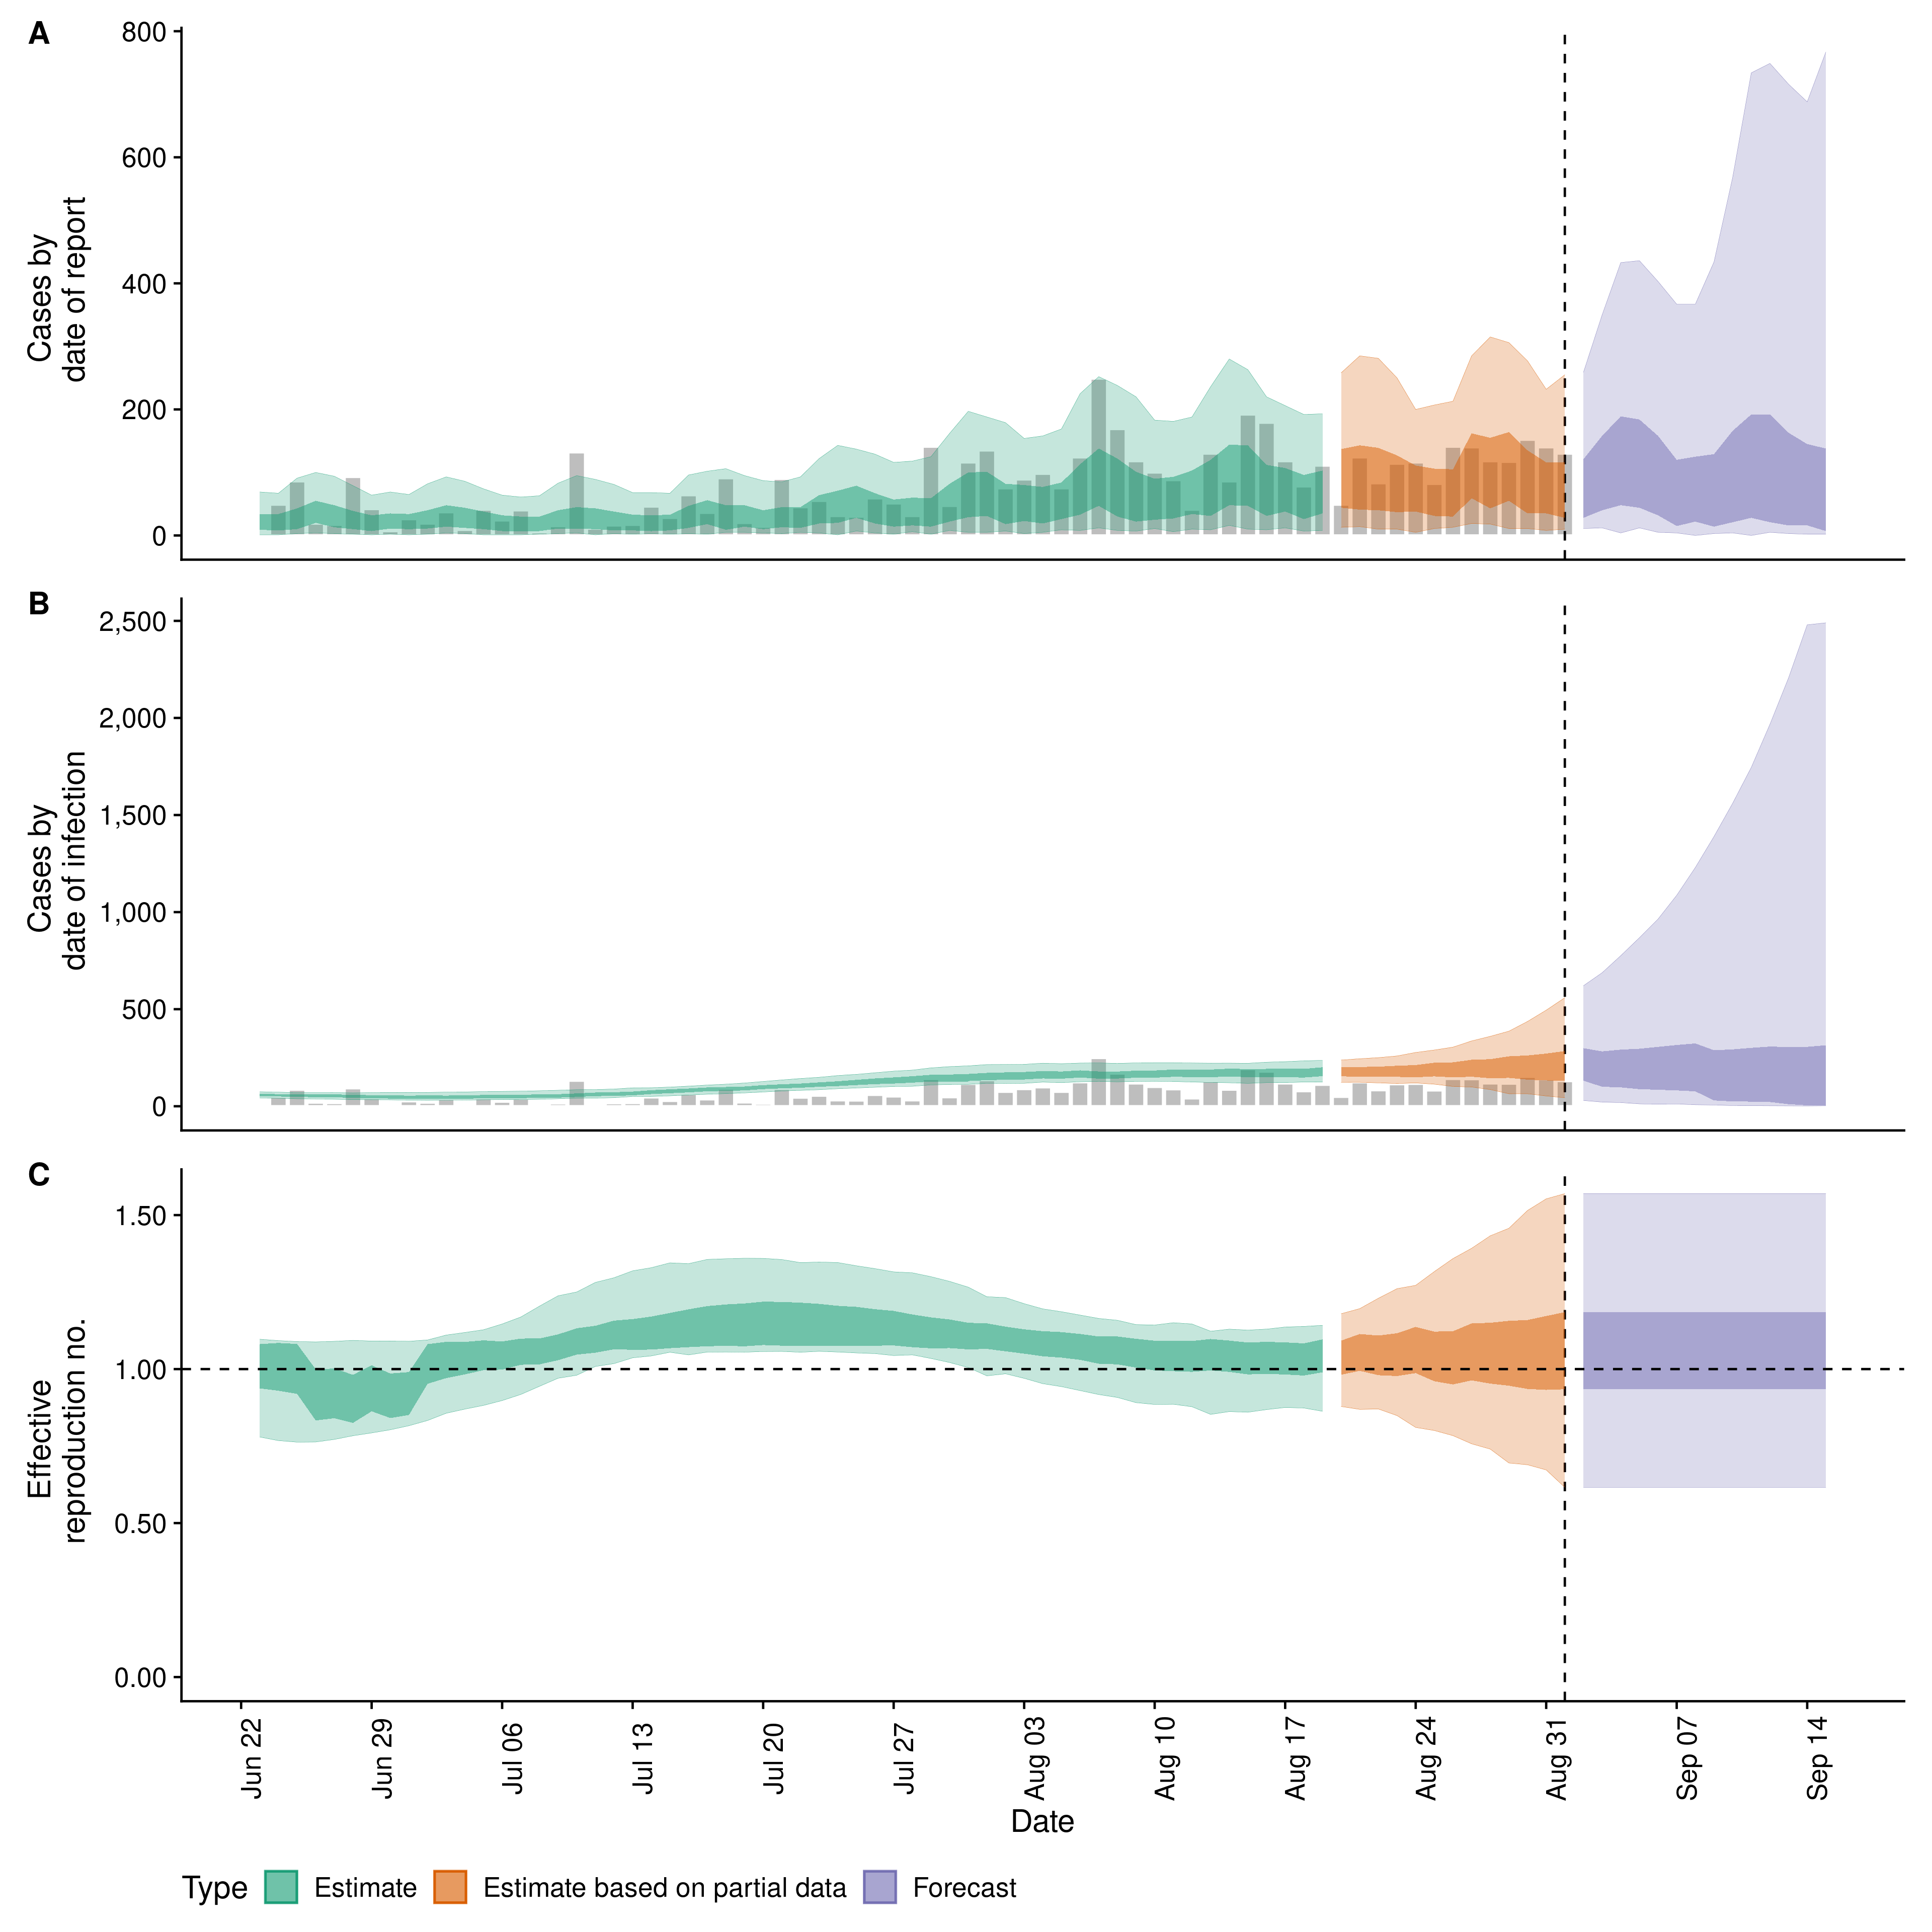 A
Cases by
date of report
800
600
400
200
0
B
Cases by
date of infection
2,500
2,000
1,500
1,000
500
0
C
Effective
reproduction no.
1.50
1.00
0.50
0.00
Jun 22
Jun 29
Jul 06
Jul 13
Jul 20
Jul 27
Aug 03
Aug 10
Aug 17
Aug 24
Aug 31
Sep 07
Sep 14
Date
Type Estimate Estimate based on partial data Forecast